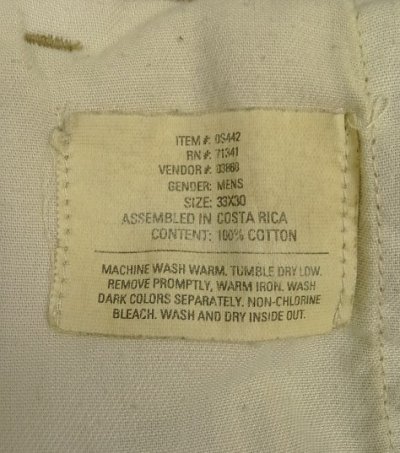 ITEM #: 0S442
RN #: 71341
VENDOR #: 03868
GENDER: MENS
SIZE: 33X30
ASSEMBLED IN COSTA RICA
CONTENT: 100% COTTON
MACHINE WASH WARM. TUMBLE DRY LOW.
REMOVE PROMPTLY, WARM IRON. WASH
DARK COLORS SEPARATELY. NON-CHLORINE
BLEACH. WASH AND DRY INSIDE OUT.